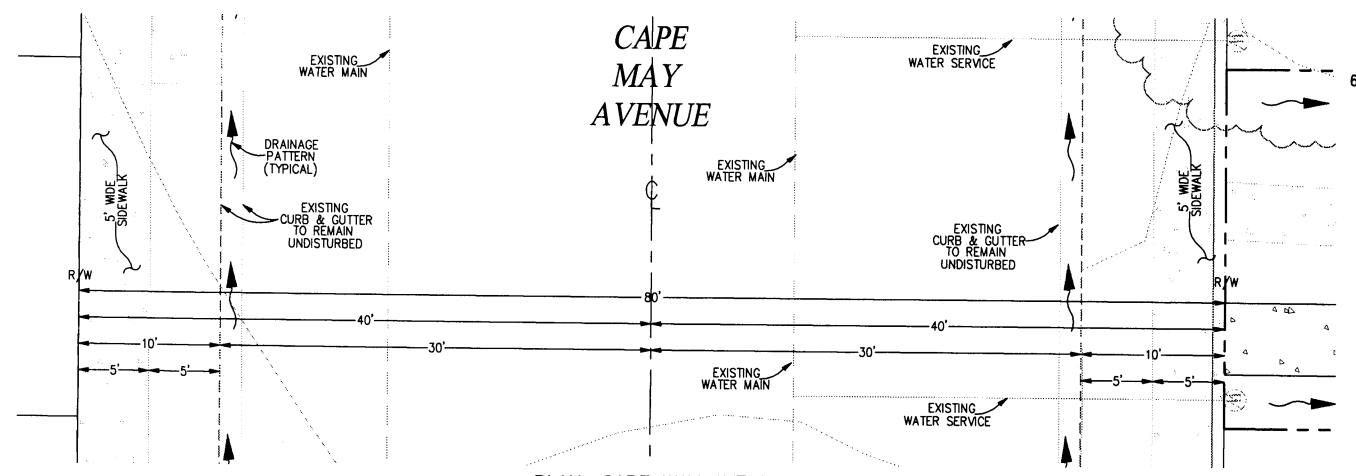 CAPE
MAY
AVENUE
EXISTING
WATER MAIN
EXISTING
WATER SERVICE
6
DRAINAGE
PATTERN
(TYPICAL)
EXISTING
WATER MAIN
5' WIDE
SIDEWALK
5' WIDE
SIDEWALK
EXISTING
CURB & GUTTER
TO REMAIN
UNDISTURBED
EXISTING
CURB & GUTTER
TO REMAIN
UNDISTURBED
R/W
R/W
80'
40'
40'
10'
30'
30'
10'
5'
5'
5'
5'
EXISTING
WATER MAIN
EXISTING
WATER SERVICE